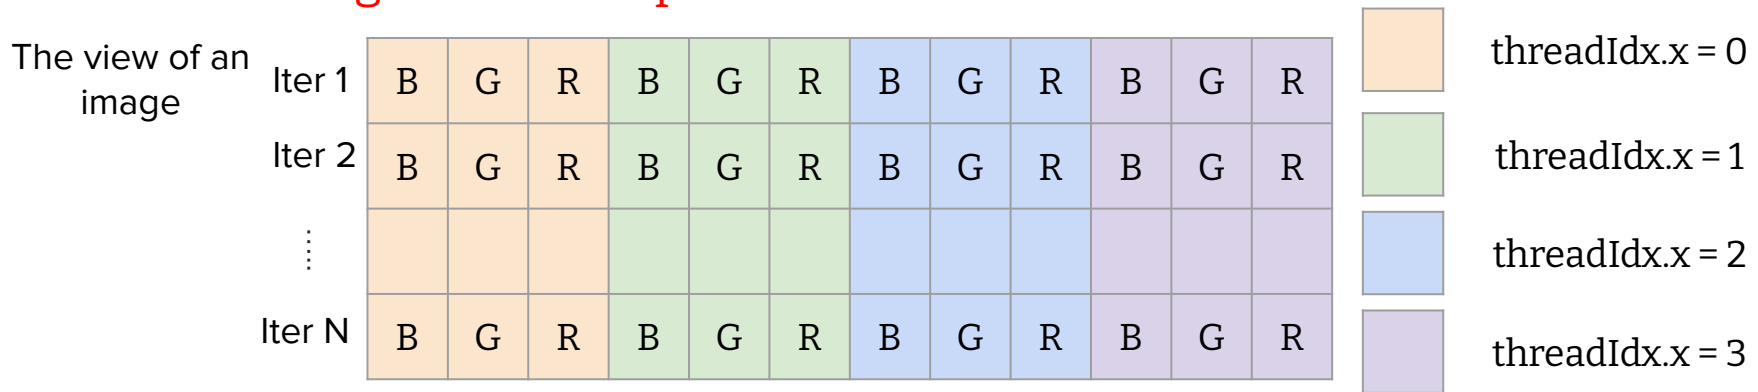 The view of an
image
Iter 1 B G R B G R B G R B G R
Iter 2 B G R B G R B G R B G R
Iter N B G R B G R B G R B G R
threadIdx.x = 0
threadIdx.x = 1
threadIdx.x = 2
threadIdx.x = 3